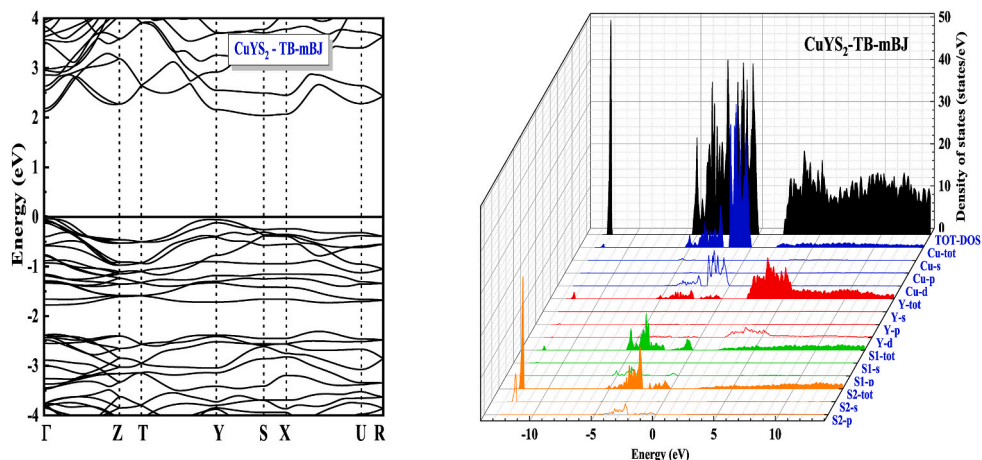 CuYS2 - TB-mBJ
Energy (eV)
4
3
2
1
0
-1
-2
-3
-4
Γ Z T Y S X U R
CuYS2-TB-mBJ
Density of states (states/eV)
50
40
30
20
10
0
TOT-DOS
Cu-tot
Cu-s
Cu-p
Cu-d
Y-tot
Y-s
Y-p
Y-d
S1-tot
S1-s
S1-p
S2-tot
S2-s
S2-p
-10 -5 0 5 10
Energy (eV)